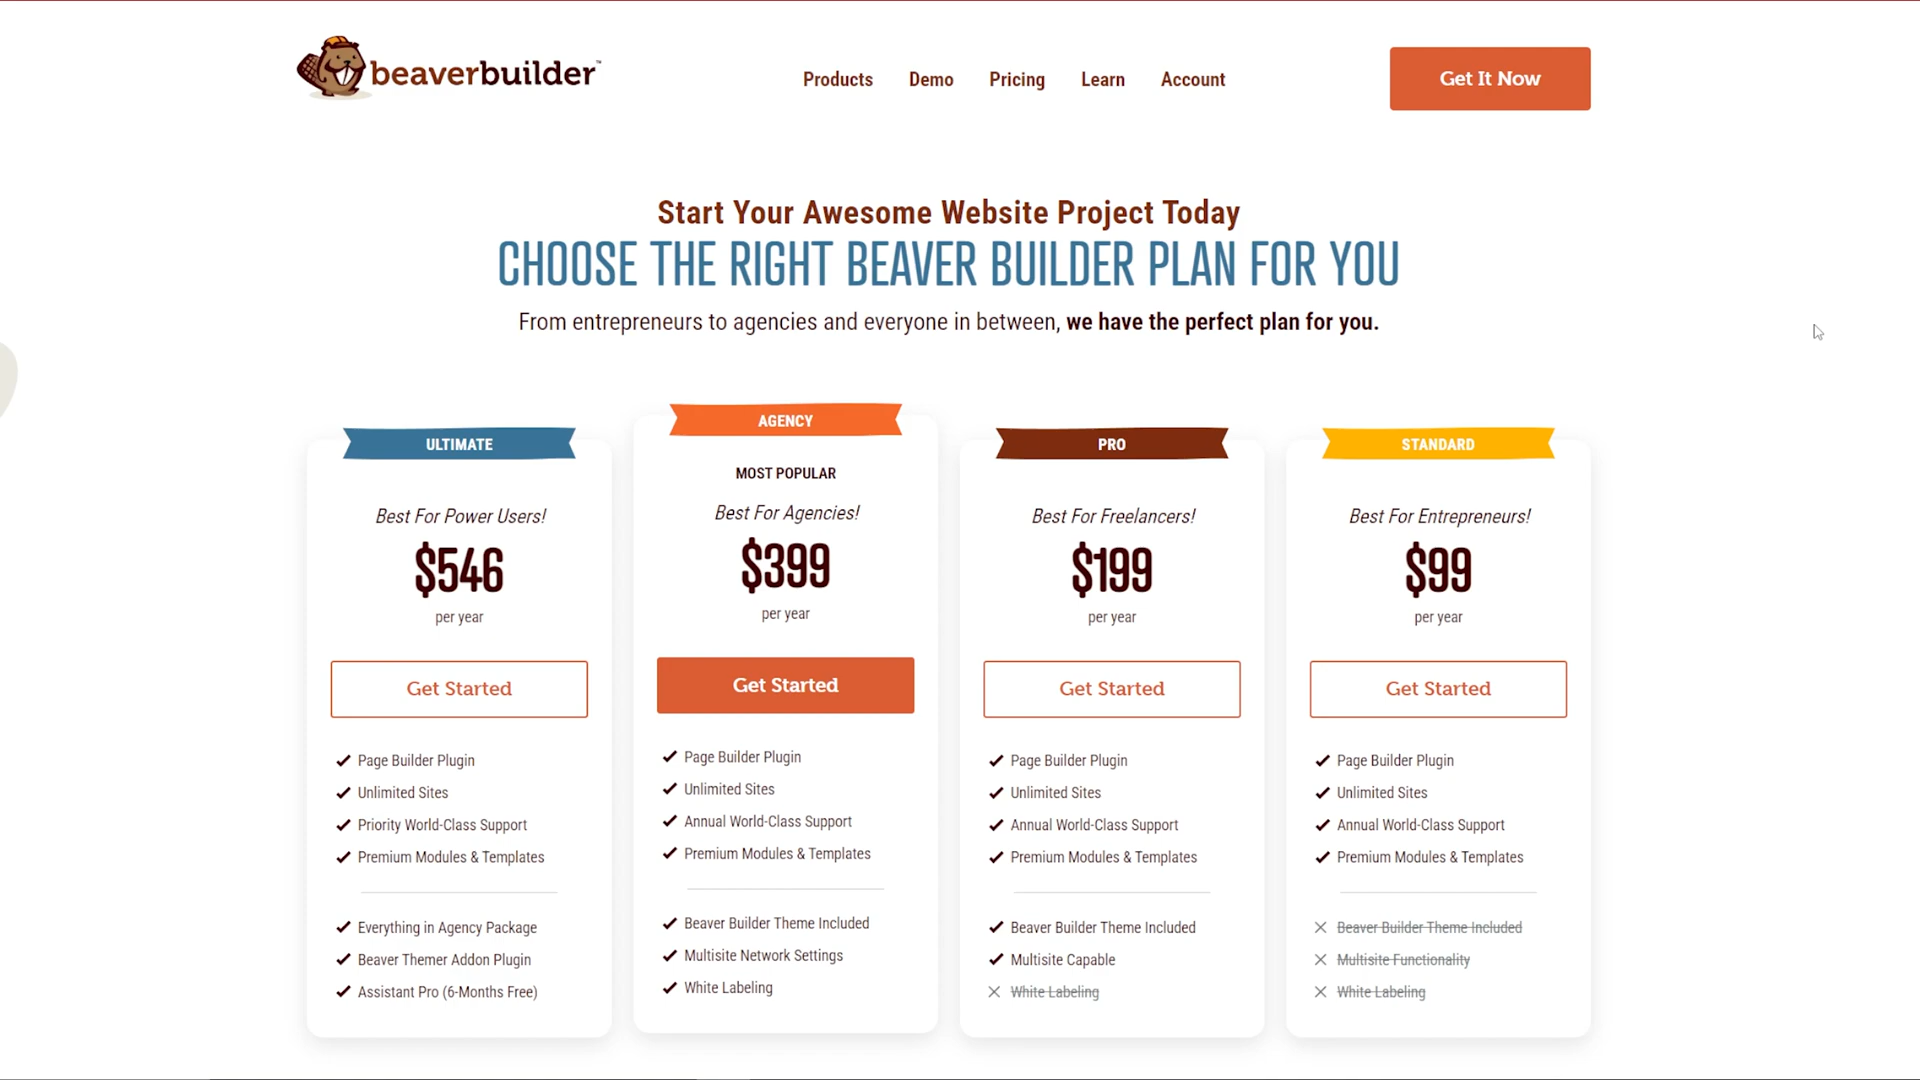 beaverbuilder™
Products
Demo
Pricing
Learn
Account
Get It Now
Start Your Awesome Website Project Today
CHOOSE THE RIGHT BEAVER BUILDER PLAN FOR YOU
From entrepreneurs to agencies and everyone in between, we have the perfect plan for you.
ULTIMATE
Best For Power Users!
$546
per year
Get Started
Page Builder Plugin
Unlimited Sites
Priority World-Class Support
Premium Modules & Templates
Everything in Agency Package
Beaver Themer Addon Plugin
Assistant Pro (6-Months Free)
AGENCY
MOST POPULAR
Best For Agencies!
$399
per year
Get Started
Page Builder Plugin
Unlimited Sites
Annual World-Class Support
Premium Modules & Templates
Beaver Builder Theme Included
Multisite Network Settings
White Labeling
PRO
Best For Freelancers!
$199
per year
Get Started
Page Builder Plugin
Unlimited Sites
Annual World-Class Support
Premium Modules & Templates
Beaver Builder Theme Included
Multisite Capable
White Labeling
STANDARD
Best For Entrepreneurs!
$99
per year
Get Started
Page Builder Plugin
Unlimited Sites
Annual World-Class Support
Premium Modules & Templates
Beaver Builder Theme Included
Multisite Functionality
White Labeling